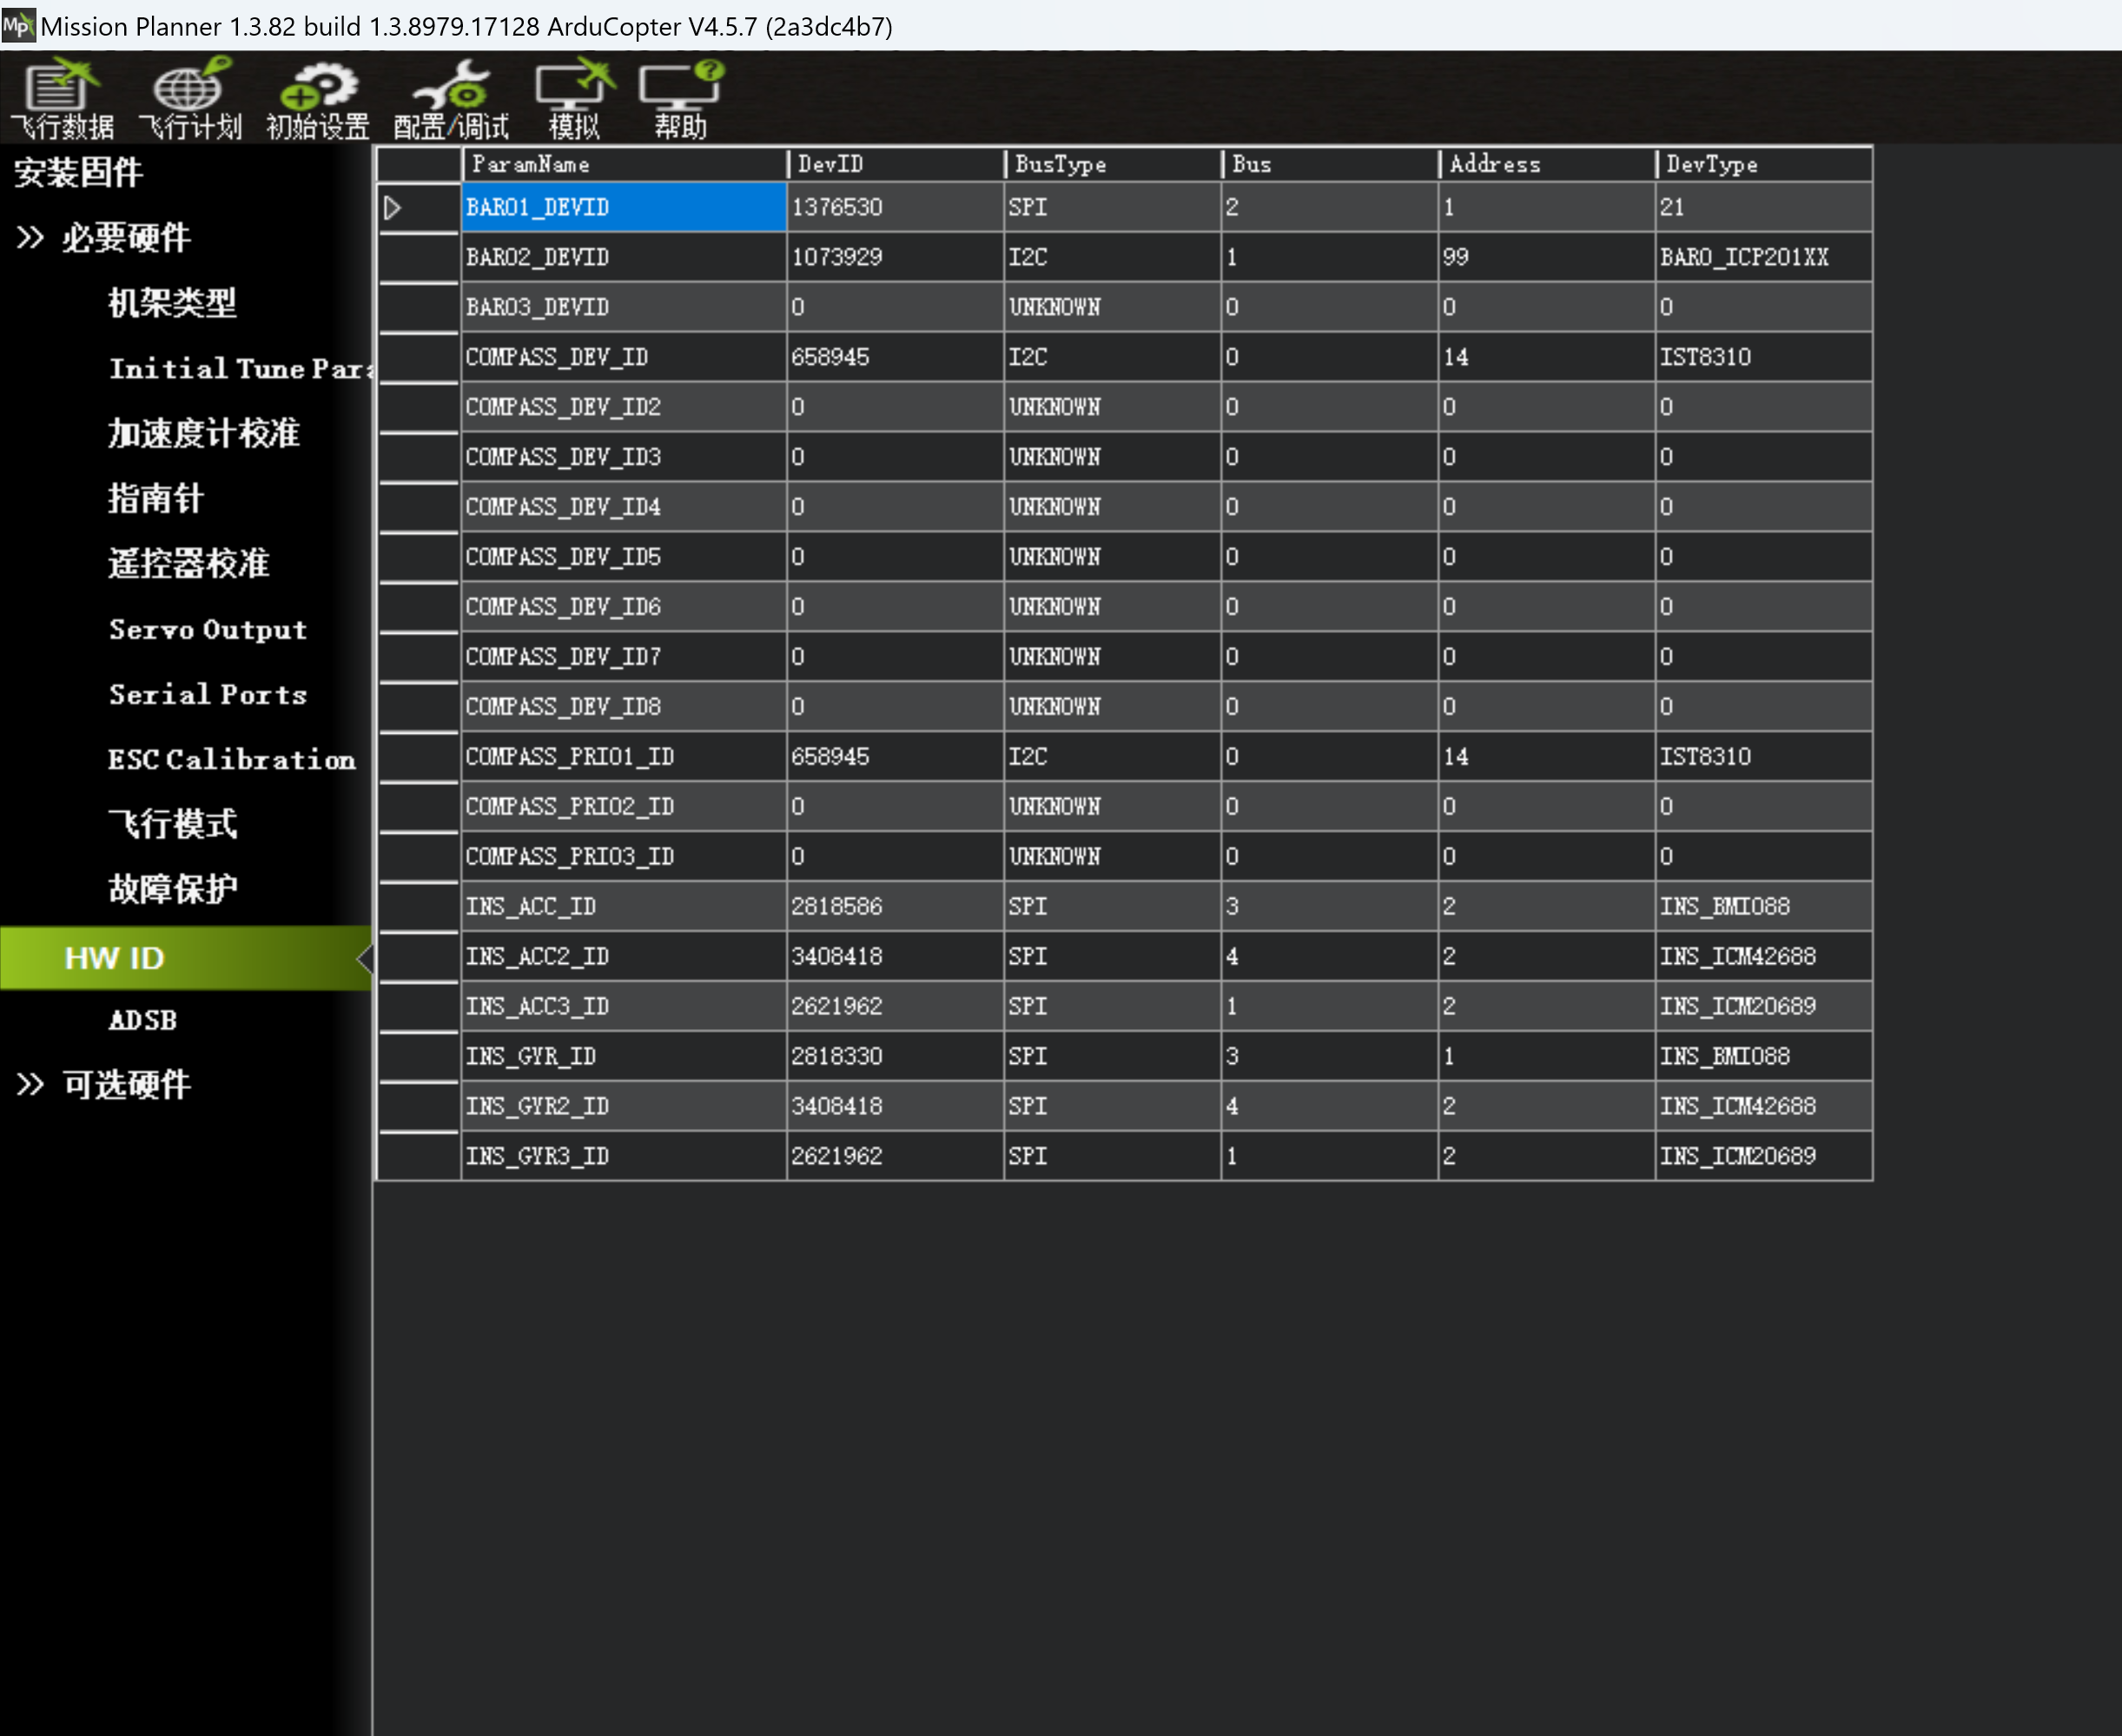 Mission Planner 1.3.82 build 1.3.8979.17128 ArduCopter V4.5.7 (2a3dc4b7)
飞行数据 飞行计划 初始设置 配置/调试 模拟 帮助
安装固件
>> 必要硬件
机架类型
Initial Tune Para
加速度计校准
指南针
遥控器校准
Servo Output
Serial Ports
ESC Calibration
飞行模式
故障保护
HW ID
ADSB
>> 可选硬件
ParamName DevID BusType Bus Address DevType
BARO1_DEVID 1376530 SPI 2 1 21
BARO2_DEVID 1073929 I2C 1 99 BARO_ICP201XX
BARO3_DEVID 0 UNKNOWN 0 0 0
COMPASS_DEV_ID 658945 I2C 0 14 IST8310
COMPASS_DEV_ID2 0 UNKNOWN 0 0 0
COMPASS_DEV_ID3 0 UNKNOWN 0 0 0
COMPASS_DEV_ID4 0 UNKNOWN 0 0 0
COMPASS_DEV_ID5 0 UNKNOWN 0 0 0
COMPASS_DEV_ID6 0 UNKNOWN 0 0 0
COMPASS_DEV_ID7 0 UNKNOWN 0 0 0
COMPASS_DEV_ID8 0 UNKNOWN 0 0 0
COMPASS_PRIO1_ID 658945 I2C 0 14 IST8310
COMPASS_PRIO2_ID 0 UNKNOWN 0 0 0
COMPASS_PRIO3_ID 0 UNKNOWN 0 0 0
INS_ACC_ID 2818586 SPI 3 2 INS_BMI088
INS_ACC2_ID 3408418 SPI 4 2 INS_ICM42688
INS_ACC3_ID 2621962 SPI 1 2 INS_ICM20689
INS_GYR_ID 2818330 SPI 3 1 INS_BMI088
INS_GYR2_ID 3408418 SPI 4 2 INS_ICM42688
INS_GYR3_ID 2621962 SPI 1 2 INS_ICM20689